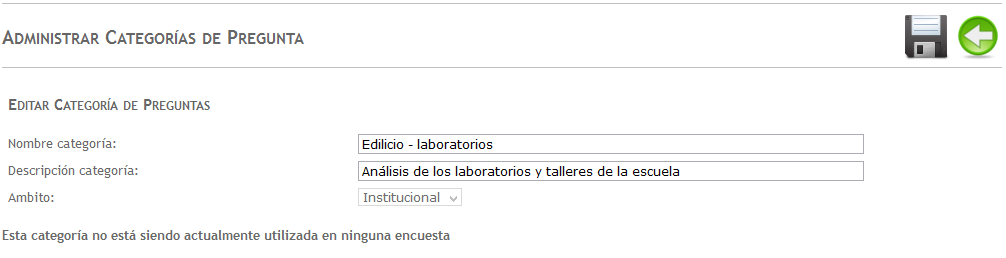 Administrar Categorías de Pregunta
Editar Categoría de Preguntas
Nombre categoría: Edilicio - laboratorios
Descripción categoría: Análisis de los laboratorios y talleres de la escuela
Ambito: Institucional
Esta categoría no está siendo actualmente utilizada en ninguna encuesta